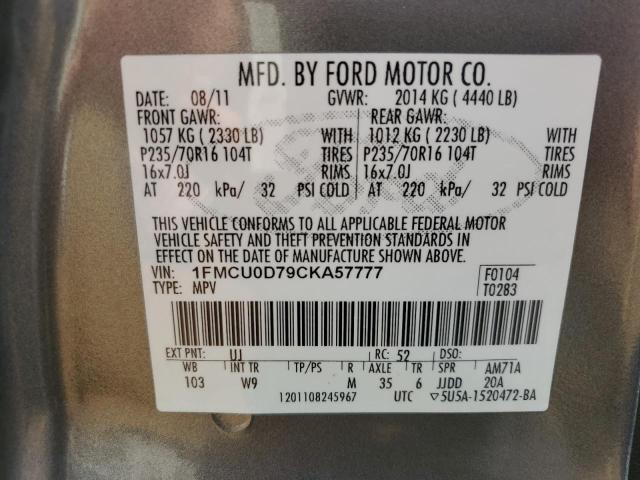 MFD. BY FORD MOTOR CO.
DATE: 08/11 GVWR: 2014 KG ( 4440 LB)
FRONT GAWR: REAR GAWR:
1057 KG ( 2330 LB) WITH 1012 KG ( 2230 LB) WITH
P235/70R16 104T TIRES P235/70R16 104T TIRES
16x7.0J RIMS 16x7.0J RIMS
AT 220 kPa/ 32 PSI COLD AT 220 kPa/ 32 PSI COLD
THIS VEHICLE CONFORMS TO ALL APPLICABLE FEDERAL MOTOR
VEHICLE SAFETY AND THEFT PREVENTION STANDARDS IN
EFFECT ON THE DATE OF MANUFACTURE SHOWN ABOVE.
VIN: 1FMCU0D79CKA57777 F0104
TYPE: MPV T0283
EXT PNT: UJ RC: 52 DSO:
WB INT TR TP/PS R AXLE TR SPR AM71A
103 W9 M 35 6 JJDD 20A
1201108245967 UTC ▽5U5A-1520472-BA